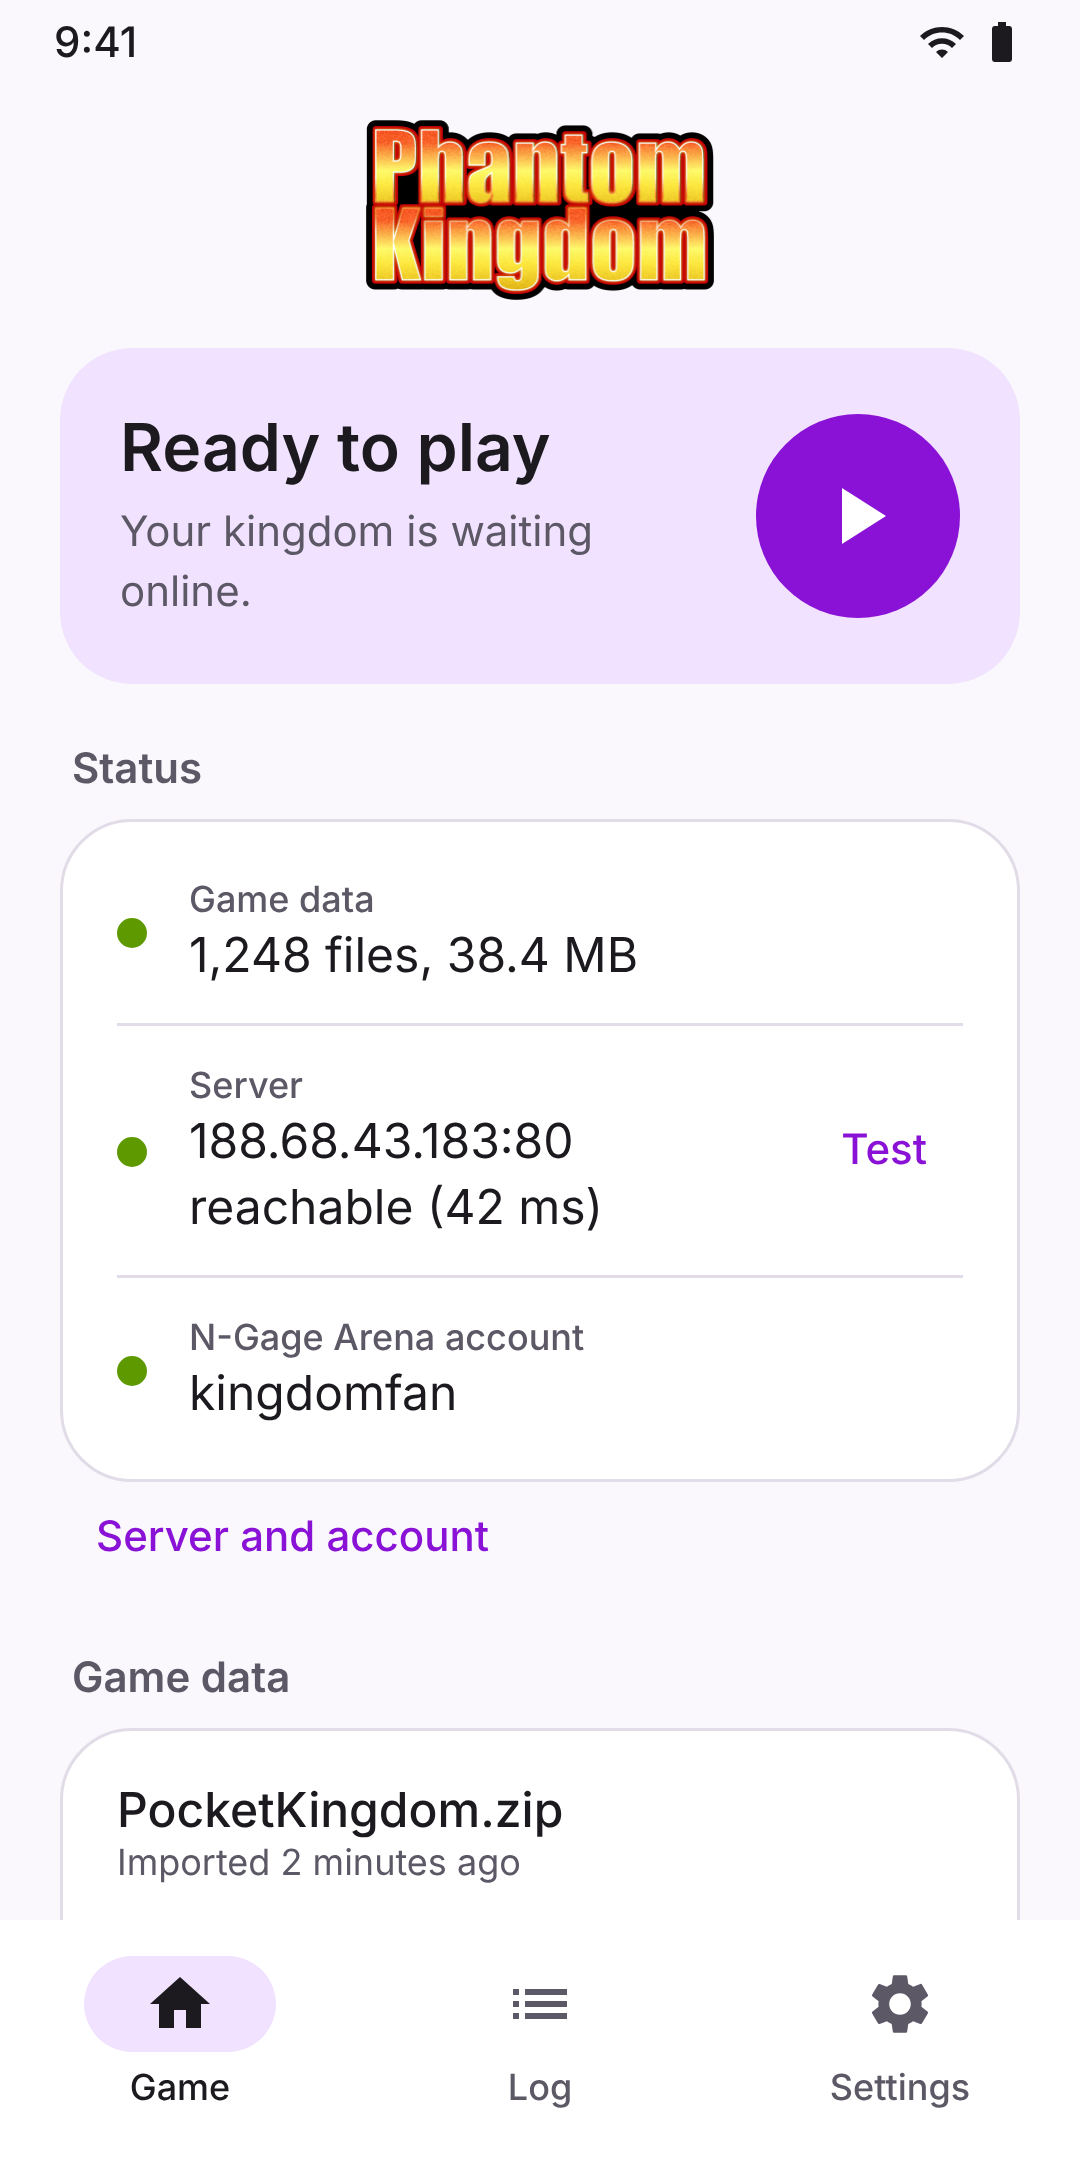 9:41
Phantom
Kingdom
Ready to play
Your kingdom is waiting
online.
Status
Game data
1,248 files, 38.4 MB
Server
188.68.43.183:80
reachable (42 ms)
Test
N-Gage Arena account
kingdomfan
Server and account
Game data
PocketKingdom.zip
Imported 2 minutes ago
Game
Log
Settings